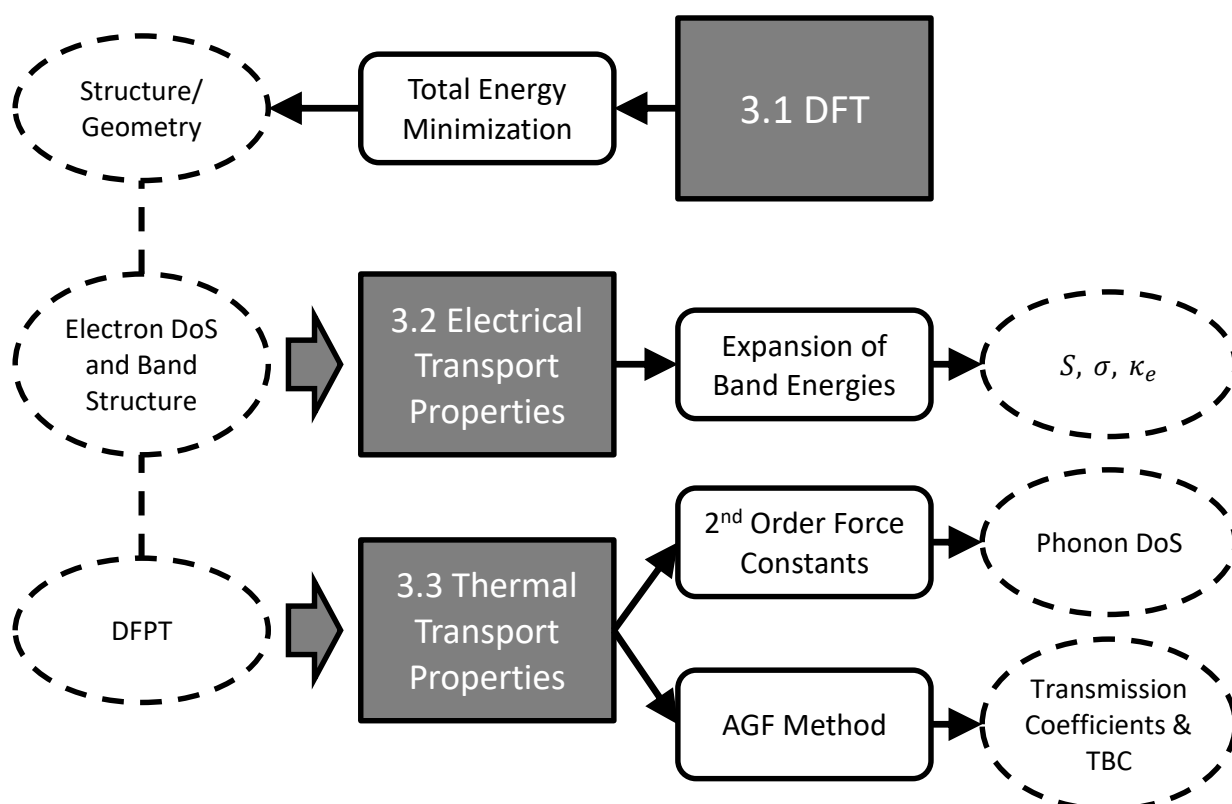 Structure/
Geometry
Total Energy
Minimization
3.1 DFT
Electron DoS
and Band
Structure
3.2 Electrical
Transport
Properties
Expansion of
Band Energies
S, σ, κₑ
DFPT
3.3 Thermal
Transport
Properties
2ⁿᵈ Order Force
Constants
Phonon DoS
AGF Method
Transmission
Coefficients &
TBC